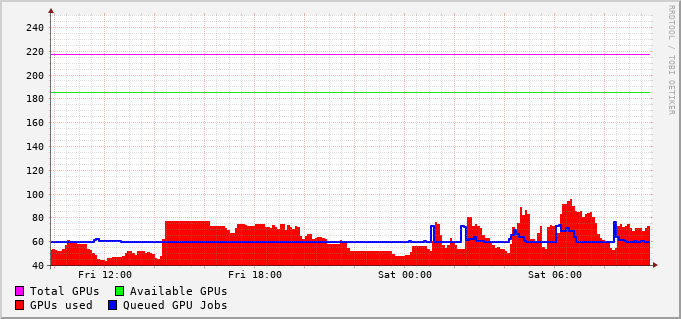 RRDTOOL / TOBI OETIKER
240
220
200
180
160
140
120
100
80
60
40
Fri 12:00 Fri 18:00 Sat 00:00 Sat 06:00
Total GPUs Available GPUs
GPUs used Queued GPU Jobs